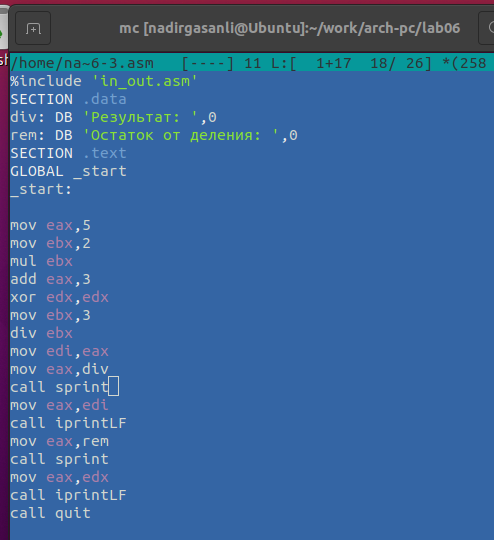 mc [nadirgasanli@Ubuntu]:~/work/arch-pc/lab06
/home/na~6-3.asm [----] 11 L:[ 1+17 18/ 26] *(258
%include 'in_out.asm'
SECTION .data
div: DB 'Результат: ',0
rem: DB 'Остаток от деления: ',0
SECTION .text
GLOBAL _start
_start:
mov eax,5
mov ebx,2
mul ebx
add eax,3
xor edx,edx
mov ebx,3
div ebx
mov edi,eax
mov eax,div
call sprint
mov eax,edi
call iprintLF
mov eax,rem
call sprint
mov eax,edx
call iprintLF
call quit